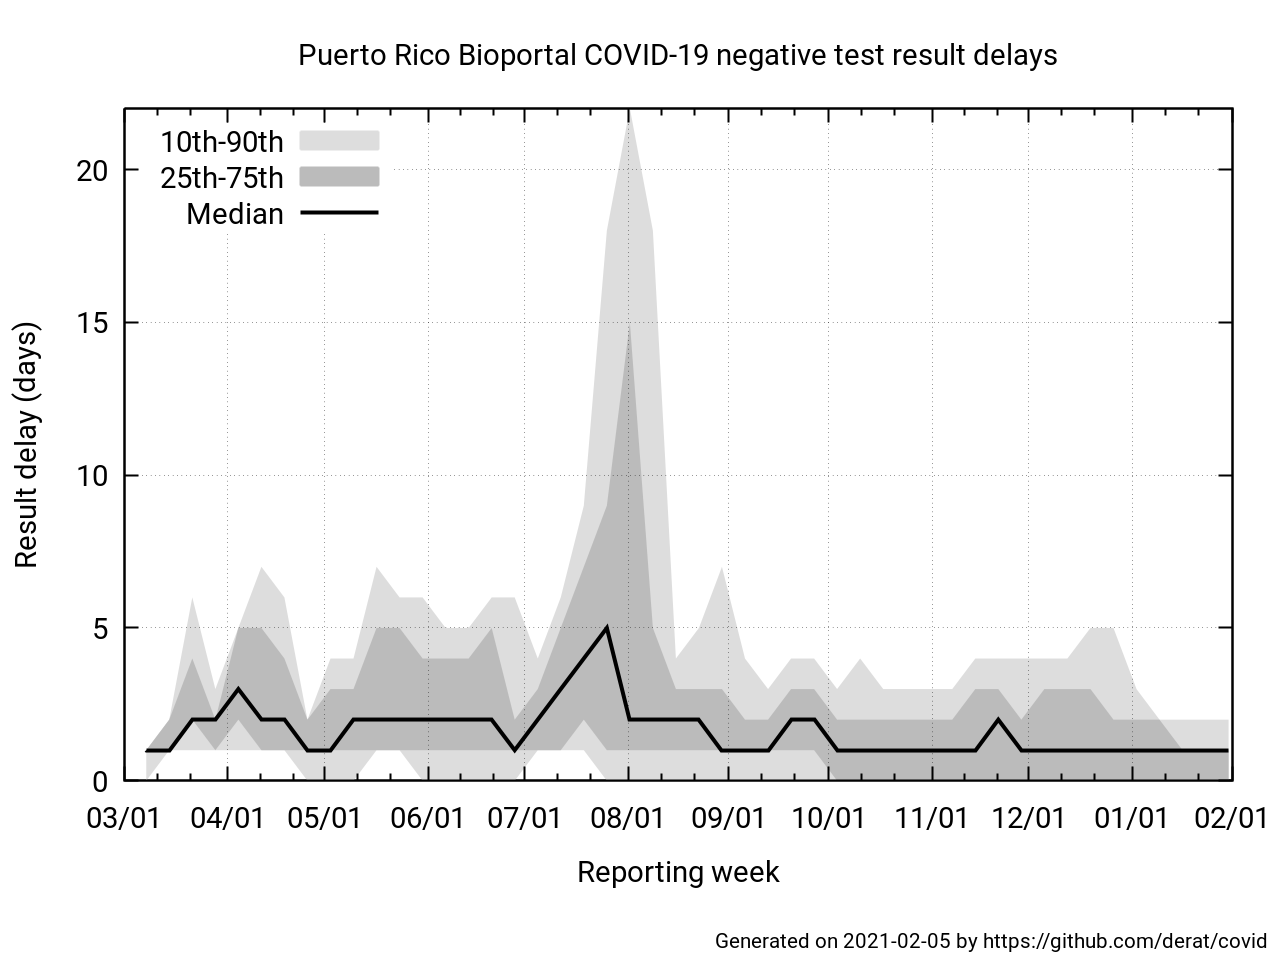 Puerto Rico Bioportal COVID-19 negative test result delays
10th-90th
25th-75th
Median
20
15
10
5
0
Result delay (days)
03/01 04/01 05/01 06/01 07/01 08/01 09/01 10/01 11/01 12/01 01/01 02/01
Reporting week
Generated on 2021-02-05 by https://github.com/derat/covid